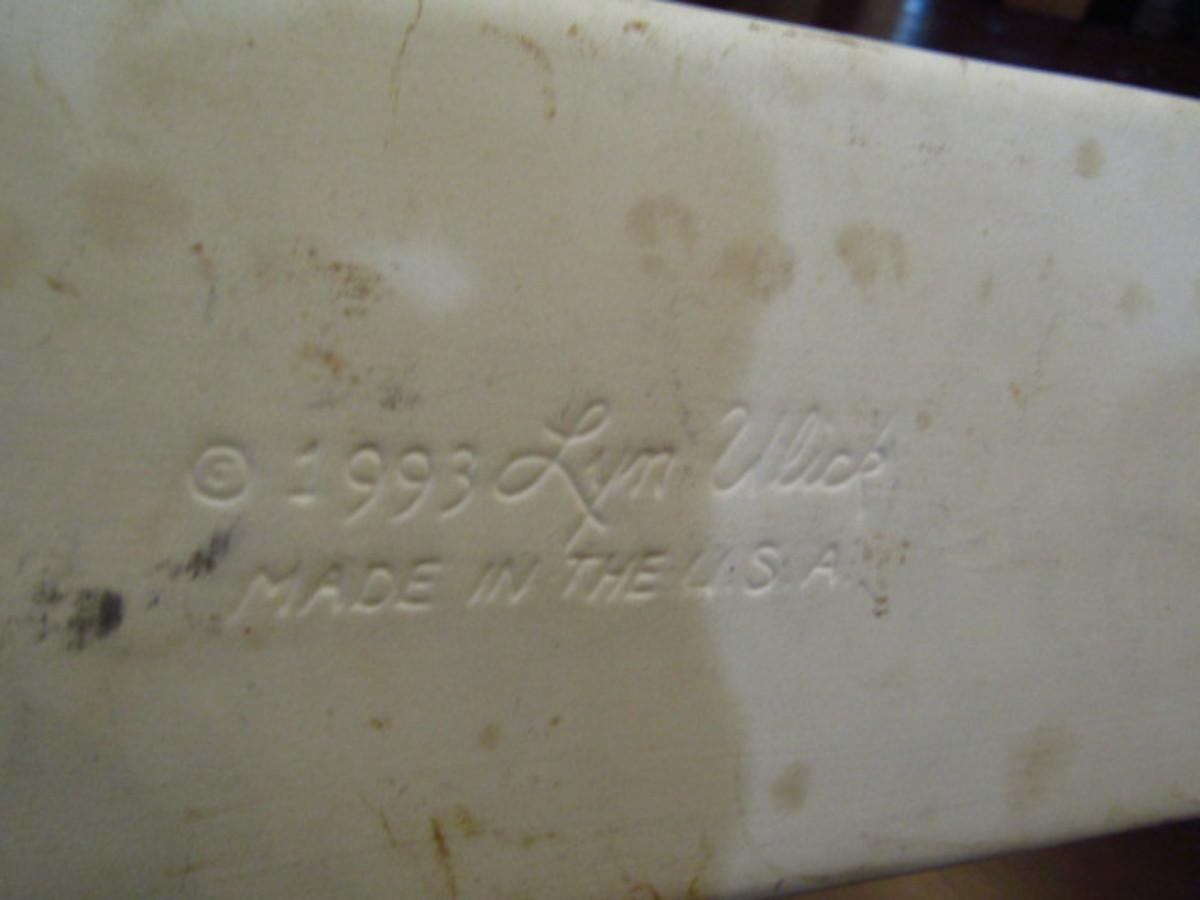 © 1993 Lyn Ulick
MADE IN THE U.S.A.